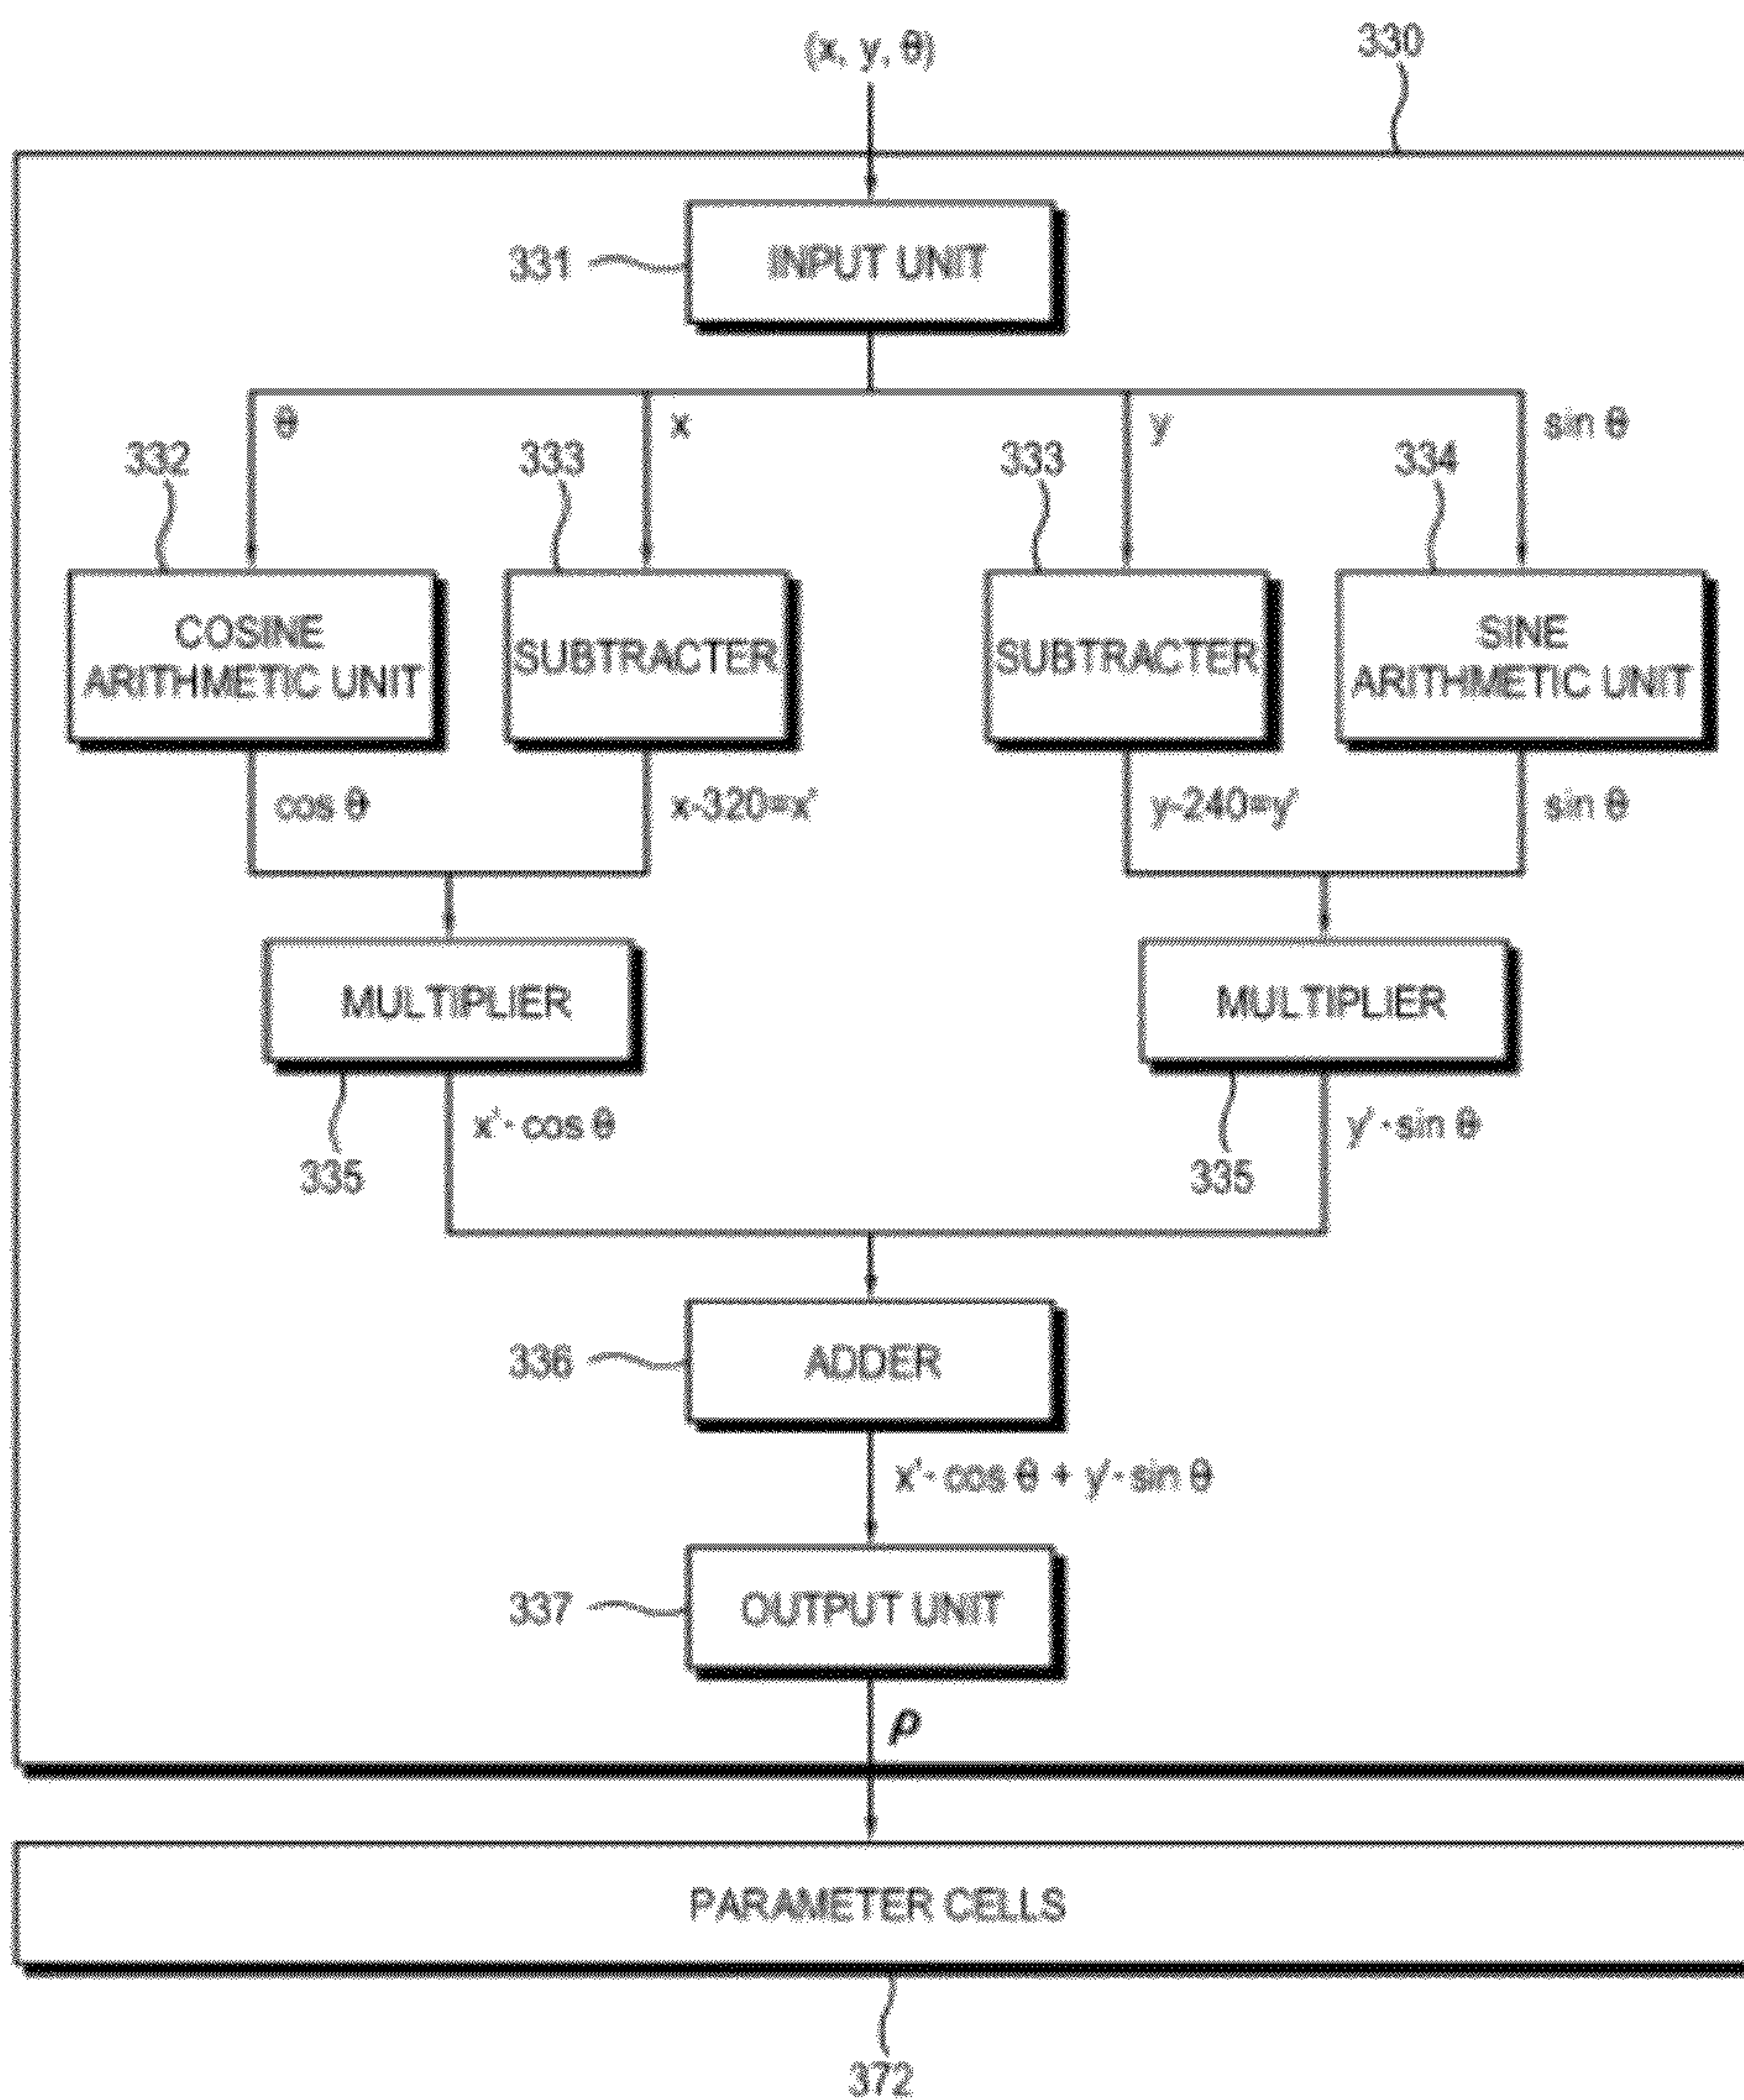 (x, y, θ)
330
331
INPUT UNIT
θ
x
y
sin θ
332
333
333
334
COSINE
ARITHMETIC UNIT
SUBTRACTER
SUBTRACTER
SINE
ARITHMETIC UNIT
cos θ
x-320=x'
y-240=y'
sin θ
MULTIPLIER
MULTIPLIER
x'· cos θ
y'· sin θ
335
335
336
ADDER
x'· cos θ + y'· sin θ
337
OUTPUT UNIT
ρ
PARAMETER CELLS
372